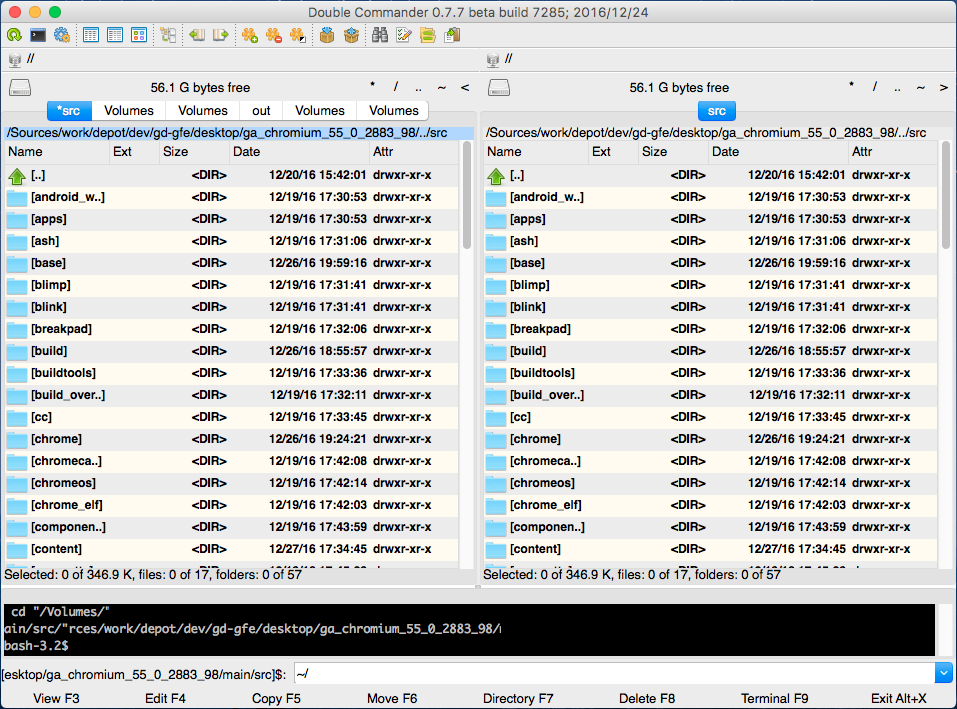 Double Commander 0.7.7 beta build 7285; 2016/12/24
// //
56.1 G bytes free * / .. ~ < 56.1 G bytes free * / .. ~ >
*src Volumes Volumes out Volumes Volumes src
/Sources/work/depot/dev/gd-gfe/desktop/ga_chromium_55_0_2883_98/../src /Sources/work/depot/dev/gd-gfe/desktop/ga_chromium_55_0_2883_98/../src
Name Ext Size Date Attr Name Ext Size Date Attr
[..] <DIR> 12/20/16 15:42:01 drwxr-xr-x [..] <DIR> 12/20/16 15:42:01 drwxr-xr-x
[android_w..] <DIR> 12/19/16 17:30:53 drwxr-xr-x [android_w..] <DIR> 12/19/16 17:30:53 drwxr-xr-x
[apps] <DIR> 12/19/16 17:30:53 drwxr-xr-x [apps] <DIR> 12/19/16 17:30:53 drwxr-xr-x
[ash] <DIR> 12/19/16 17:31:06 drwxr-xr-x [ash] <DIR> 12/19/16 17:31:06 drwxr-xr-x
[base] <DIR> 12/26/16 19:59:16 drwxr-xr-x [base] <DIR> 12/26/16 19:59:16 drwxr-xr-x
[blimp] <DIR> 12/19/16 17:31:41 drwxr-xr-x [blimp] <DIR> 12/19/16 17:31:41 drwxr-xr-x
[blink] <DIR> 12/19/16 17:31:41 drwxr-xr-x [blink] <DIR> 12/19/16 17:31:41 drwxr-xr-x
[breakpad] <DIR> 12/19/16 17:32:06 drwxr-xr-x [breakpad] <DIR> 12/19/16 17:32:06 drwxr-xr-x
[build] <DIR> 12/26/16 18:55:57 drwxr-xr-x [build] <DIR> 12/26/16 18:55:57 drwxr-xr-x
[buildtools] <DIR> 12/19/16 17:33:36 drwxr-xr-x [buildtools] <DIR> 12/19/16 17:33:36 drwxr-xr-x
[build_over..] <DIR> 12/19/16 17:32:11 drwxr-xr-x [build_over..] <DIR> 12/19/16 17:32:11 drwxr-xr-x
[cc] <DIR> 12/19/16 17:33:45 drwxr-xr-x [cc] <DIR> 12/19/16 17:33:45 drwxr-xr-x
[chrome] <DIR> 12/26/16 19:24:21 drwxr-xr-x [chrome] <DIR> 12/26/16 19:24:21 drwxr-xr-x
[chromeca..] <DIR> 12/19/16 17:42:08 drwxr-xr-x [chromeca..] <DIR> 12/19/16 17:42:08 drwxr-xr-x
[chromeos] <DIR> 12/19/16 17:42:14 drwxr-xr-x [chromeos] <DIR> 12/19/16 17:42:14 drwxr-xr-x
[chrome_elf] <DIR> 12/19/16 17:42:03 drwxr-xr-x [chrome_elf] <DIR> 12/19/16 17:42:03 drwxr-xr-x
[componen..] <DIR> 12/19/16 17:43:59 drwxr-xr-x [componen..] <DIR> 12/19/16 17:43:59 drwxr-xr-x
[content] <DIR> 12/27/16 17:34:45 drwxr-xr-x [content] <DIR> 12/27/16 17:34:45 drwxr-xr-x
Selected: 0 of 346.9 K, files: 0 of 17, folders: 0 of 57 Selected: 0 of 346.9 K, files: 0 of 17, folders: 0 of 57
cd "/Volumes/"
ain/src/"rces/work/depot/dev/gd-gfe/desktop/ga_chromium_55_0_2883_98/
bash-3.2$
[esktop/ga_chromium_55_0_2883_98/main/src]$: ~/
View F3 Edit F4 Copy F5 Move F6 Directory F7 Delete F8 Terminal F9 Exit Alt+X